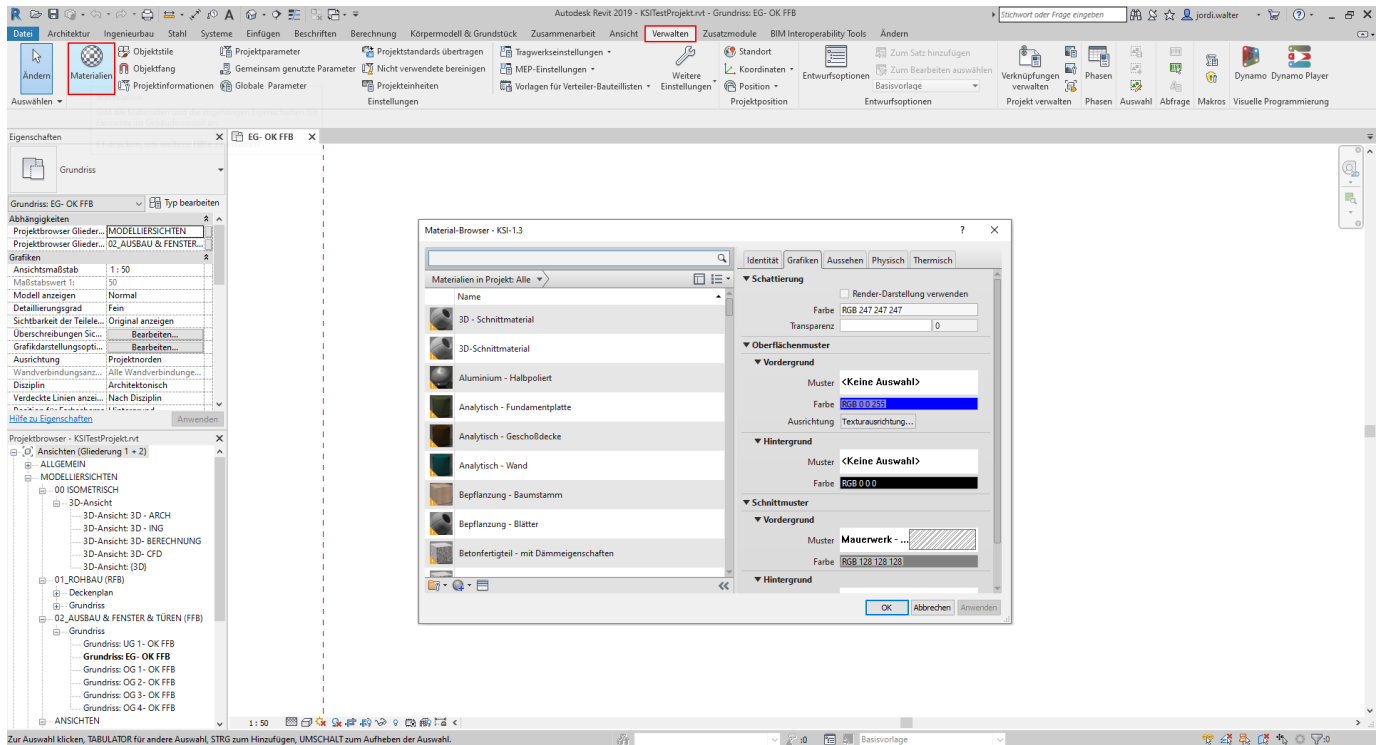 Autodesk Revit 2019 - KSITestProjekt.rvt - Grundriss: EG- OK FFB
Stichwort oder Frage eingeben
jordi.walter
Datei Architektur Ingenieurbau Stahl Systeme Einfügen Beschriften Berechnung Körpermodell & Grundstück Zusammenarbeit Ansicht Verwalten Zusatzmodule BIM Interoperability Tools Ändern
Ändern
Materialien
Objektstile
Objektfang
Projektinformationen
Projektparameter
Gemeinsam genutzte Parameter
Globale Parameter
Projektstandards übertragen
Nicht verwendete bereinigen
Projekteinheiten
Tragwerkseinstellungen
MEP-Einstellungen
Vorlagen für Verteiler-Bauteillisten
Weitere
Einstellungen
Standort
Koordinaten
Position
Entwurfsoptionen
Zum Satz hinzufügen
Zum Bearbeiten auswählen
Basisvorlage
Verknüpfungen
verwalten
Phasen
Dynamo Dynamo Player
Auswählen
Einstellungen
Projektposition
Entwurfsoptionen
Projekt verwalten
Phasen
Auswahl
Abfrage
Makros
Visuelle Programmierung
Eigenschaften
EG- OK FFB
Grundriss
Grundriss: EG- OK FFB
Typ bearbeiten
Abhängigkeiten
Projektbrowser Glieder... MODELLIERSICHTEN
Projektbrowser Glieder... 02_AUSBAU & FENSTER...
Grafiken
Ansichtsmaßstab 1 : 50
Maßstabswert 1: 50
Modell anzeigen Normal
Detaillierungsgrad Fein
Sichtbarkeit der Teilele... Original anzeigen
Überschreibungen Sic... Bearbeiten...
Grafikdarstellungsopti... Bearbeiten...
Ausrichtung Projektnorden
Wandverbindungsanz... Alle Wandverbindunge...
Disziplin Architektonisch
Verdeckte Linien anzei... Nach Disziplin
Hilfe zu Eigenschaften
Anwenden
Projektbrowser - KSITestProjekt.rvt
Ansichten (Gliederung 1 + 2)
ALLGEMEIN
MODELLIERSICHTEN
00 ISOMETRISCH
3D-Ansicht
3D-Ansicht: 3D - ARCH
3D-Ansicht: 3D - ING
3D-Ansicht: 3D- BERECHNUNG
3D-Ansicht: 3D- CFD
3D-Ansicht: {3D}
01_ROHBAU (RFB)
Deckenplan
Grundriss
02_AUSBAU & FENSTER & TÜREN (FFB)
Grundriss
Grundriss: UG 1- OK FFB
Grundriss: EG- OK FFB
Grundriss: OG 1- OK FFB
Grundriss: OG 2- OK FFB
Grundriss: OG 3- OK FFB
Grundriss: OG 4- OK FFB
ANSICHTEN
Material-Browser - KSI-1.3
Materialien in Projekt: Alle
Name
3D - Schnittmaterial
3D-Schnittmaterial
Aluminium - Halbpoliert
Analytisch - Fundamentplatte
Analytisch - Geschoßdecke
Analytisch - Wand
Bepflanzung - Baumstamm
Bepflanzung - Blätter
Betonfertigteil - mit Dämmeigenschaften
Identität Grafiken Aussehen Physisch Thermisch
Schattierung
Render-Darstellung verwenden
Farbe RGB 247 247 247
Transparenz 0
Oberflächenmuster
Vordergrund
Muster <Keine Auswahl>
Farbe RGB 0 0 255
Ausrichtung Texturausrichtung...
Hintergrund
Muster <Keine Auswahl>
Farbe RGB 0 0 0
Schnittmuster
Vordergrund
Muster Mauerwerk - ...
Farbe RGB 128 128 128
Hintergrund
OK Abbrechen Anwenden
1 : 50
Zur Auswahl klicken, TABULATOR für andere Auswahl, STRG zum Hinzufügen, UMSCHALT zum Aufheben der Auswahl.
:0
Basisvorlage
:0